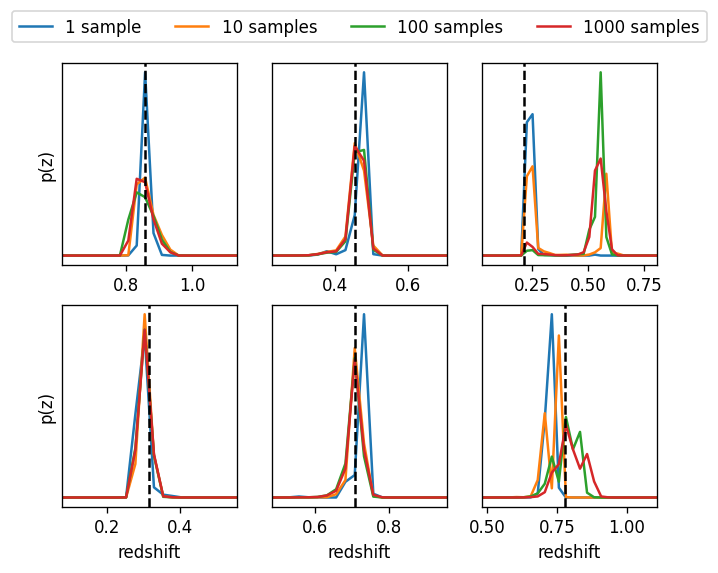 1 sample 10 samples 100 samples 1000 samples
p(z)
0.8 1.0 0.4 0.6 0.25 0.50 0.75
p(z)
0.2 0.4 0.6 0.8 0.50 0.75 1.00
redshift redshift redshift